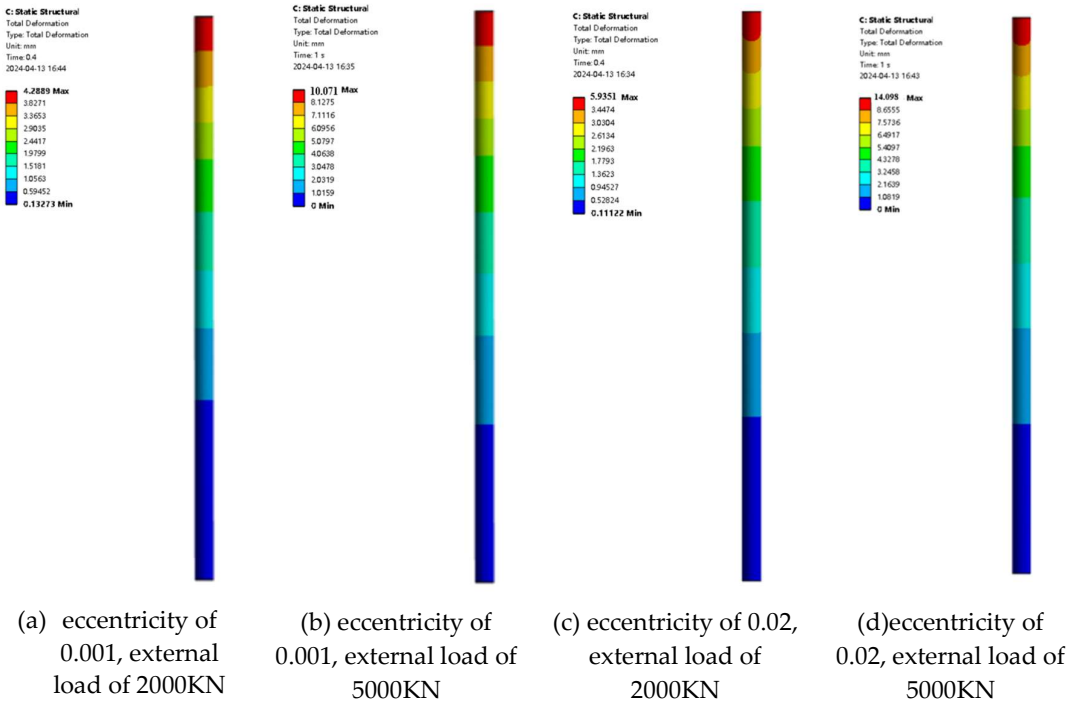 C: Static Structural
Total Deformation
Type: Total Deformation
Unit: mm
Time: 0.4
2024-04-13 16:44
4.2889 Max
3.8271
3.3653
2.9035
2.4417
1.9799
1.5181
1.0563
0.59452
0.13273 Min
C: Static Structural
Total Deformation
Type: Total Deformation
Unit: mm
Time: 1 s
2024-04-13 16:35
10.071 Max
8.1275
7.1116
6.0956
5.0797
4.0638
3.0478
2.0319
1.0159
0 Min
C: Static Structural
Total Deformation
Type: Total Deformation
Unit: mm
Time: 0.4
2024-04-13 16:34
5.9351 Max
3.4474
3.0304
2.6134
2.1963
1.7793
1.3623
0.94527
0.52824
0.11122 Min
C: Static Structural
Total Deformation
Type: Total Deformation
Unit: mm
Time: 1 s
2024-04-13 16:43
14.098 Max
8.6555
7.5736
6.4917
5.4097
4.3278
3.2458
2.1639
1.0819
0 Min
(a) eccentricity of
0.001, external
load of 2000KN
(b) eccentricity of
0.001, external load of
5000KN
(c) eccentricity of 0.02,
external load of
2000KN
(d)eccentricity of
0.02, external load of
5000KN